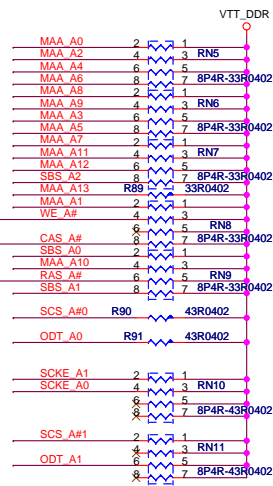 VTT_DDR
MAA_A0 2 1
MAA_A2 4 3 RN5
MAA_A4 6 5
MAA_A6 8 7 8P4R-33R0402
MAA_A8 2 1
MAA_A9 4 3 RN6
MAA_A3 6 5
MAA_A5 8 7 8P4R-33R0402
MAA_A7 2 1
MAA_A11 4 3 RN7
MAA_A12 6 5
SBS_A2 8 7 8P4R-33R0402
MAA_A13 R89 33R0402
MAA_A1 2 1
WE_A# 4 3
6 5 RN8
CAS_A# 8 7 8P4R-33R0402
SBS_A0 2 1
MAA_A10 4 3
RAS_A# 6 5 RN9
SBS_A1 8 7 8P4R-33R0402
SCS_A#0 R90 43R0402
ODT_A0 R91 43R0402
SCKE_A1 2 1
SCKE_A0 4 3 RN10
6 5
8 7 8P4R-43R0402
SCS_A#1 2 1
4 3 RN11
ODT_A1 6 5
8 7 8P4R-43R0402